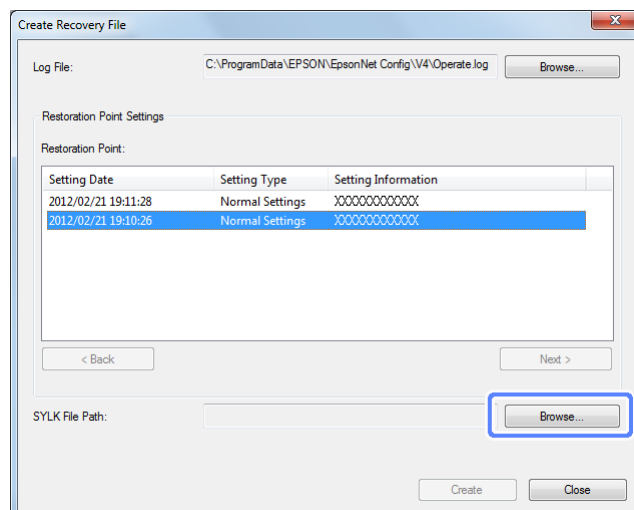 Create Recovery File
Log File: C:\ProgramData\EPSON\EpsonNet Config\V4\Operate.log Browse...
Restoration Point Settings
Restoration Point:
Setting Date Setting Type Setting Information
2012/02/21 19:11:28 Normal Settings XXXXXXXXXXXX
2012/02/21 19:10:26 Normal Settings XXXXXXXXXXXX
< Back Next >
SYLK File Path: Browse...
Create Close